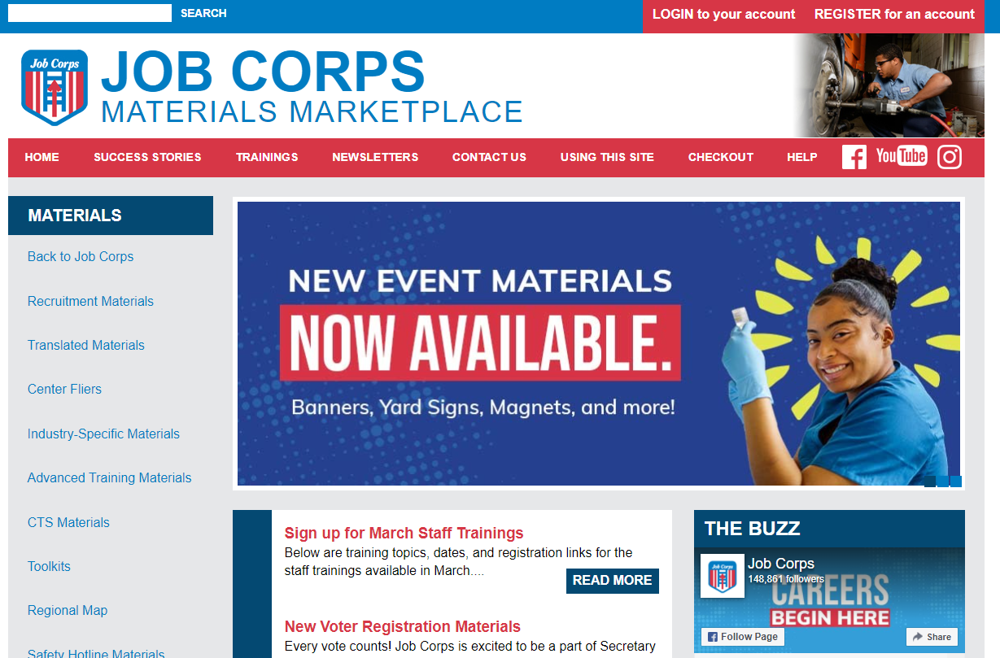 SEARCH
LOGIN to your account
REGISTER for an account
Job Corps
JOB CORPS
MATERIALS MARKETPLACE
HOME
SUCCESS STORIES
TRAININGS
NEWSLETTERS
CONTACT US
USING THIS SITE
CHECKOUT
HELP
You Tube
MATERIALS
Back to Job Corps
Recruitment Materials
Translated Materials
Center Fliers
Industry-Specific Materials
Advanced Training Materials
CTS Materials
Toolkits
Regional Map
Safety Hotline Materials
NEW EVENT MATERIALS
NOW AVAILABLE.
Banners, Yard Signs, Magnets, and more!
Sign up for March Staff Trainings
Below are training topics, dates, and registration links for the
staff trainings available in March....
READ MORE
New Voter Registration Materials
Every vote counts! Job Corps is excited to be a part of Secretary
THE BUZZ
Job Corps
Job Corps
148,861 followers
CAREERS
BEGIN HERE
Follow Page
Share